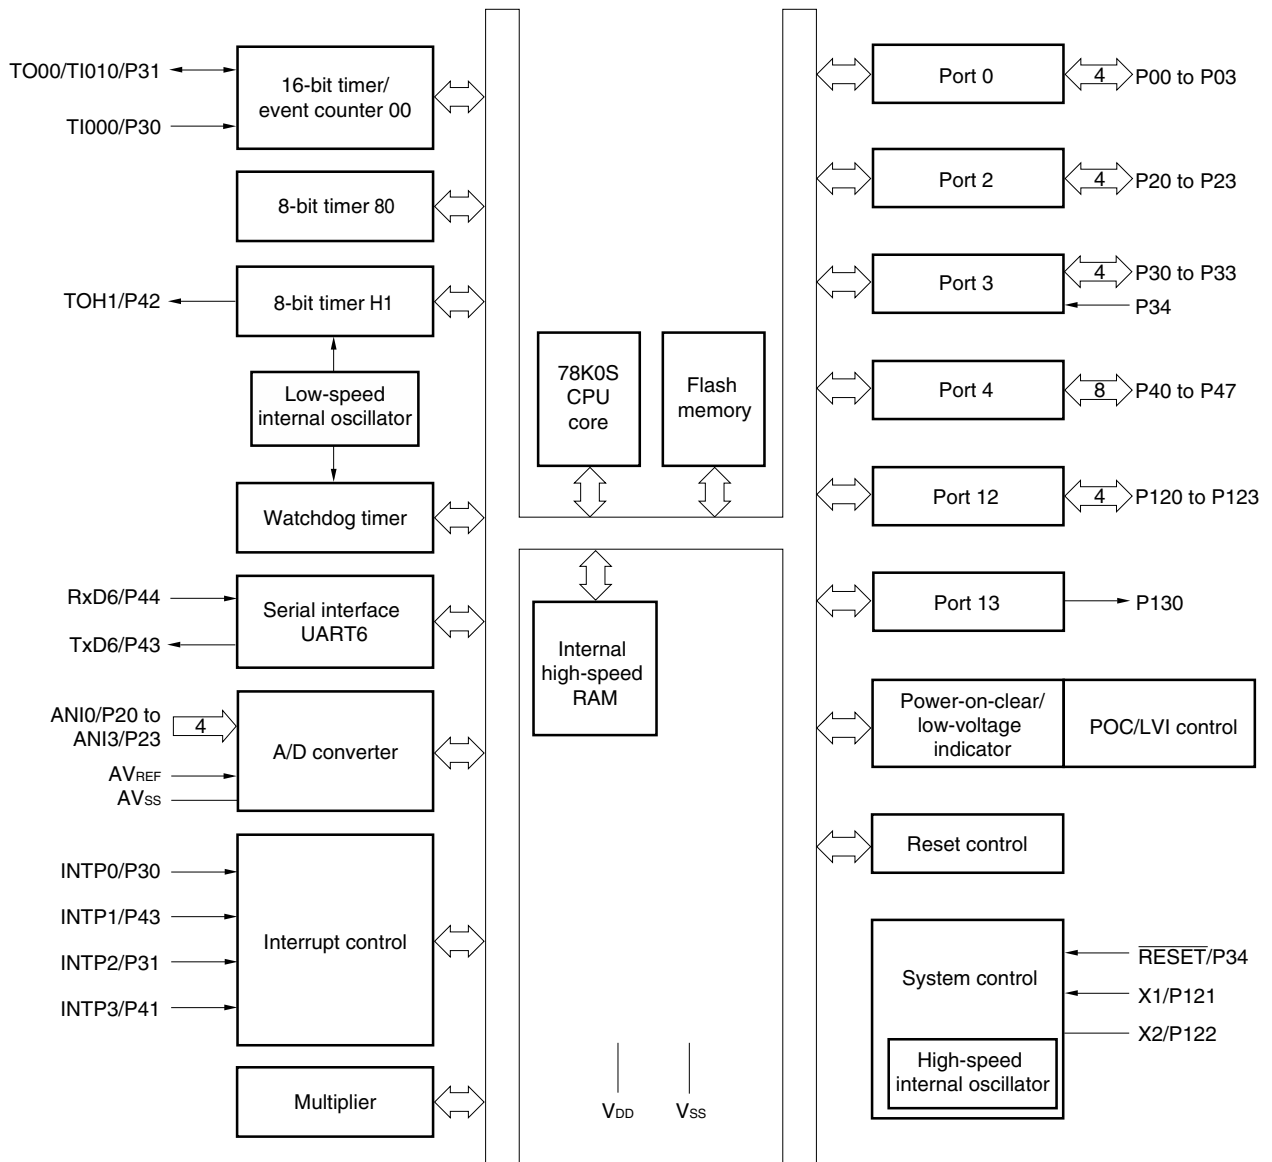 TO00/TI010/P31
TI000/P30
16-bit timer/
event counter 00
8-bit timer 80
TOH1/P42
8-bit timer H1
Low-speed
internal oscillator
Watchdog timer
RxD6/P44
TxD6/P43
Serial interface
UART6
ANI0/P20 to
ANI3/P23
4
AVREF
AVSS
A/D converter
INTP0/P30
INTP1/P43
INTP2/P31
INTP3/P41
Interrupt control
Multiplier
78K0S
CPU
core
Flash
memory
Internal
high-speed
RAM
VDD
VSS
Port 0
4
P00 to P03
Port 2
4
P20 to P23
Port 3
4
P30 to P33
P34
Port 4
8
P40 to P47
Port 12
4
P120 to P123
Port 13
P130
Power-on-clear/
low-voltage
indicator
POC/LVI control
Reset control
System control
RESET/P34
X1/P121
X2/P122
High-speed
internal oscillator